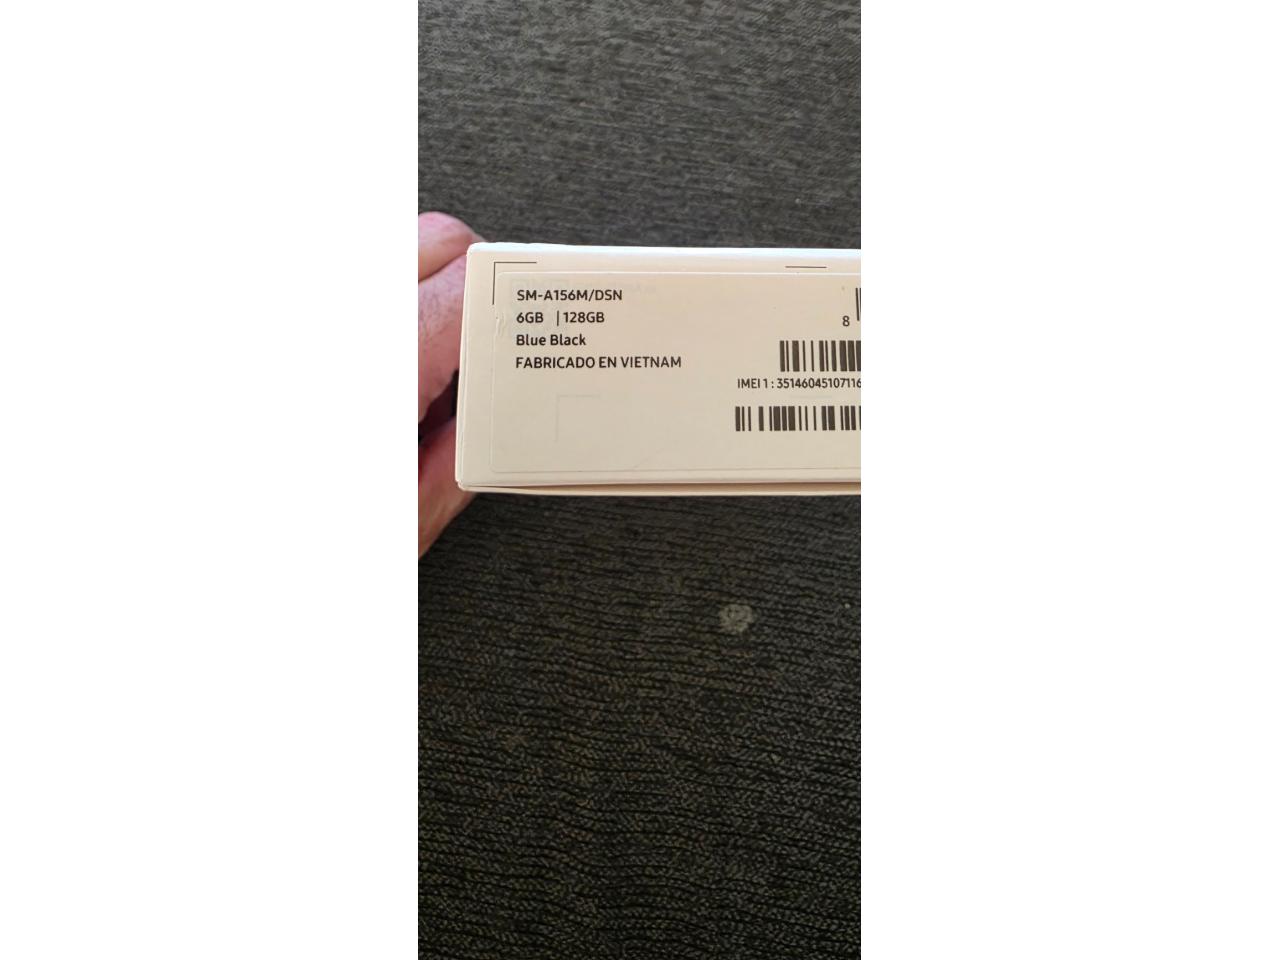 SM-A156M/DSN
6GB | 128GB
Blue Black
FABRICADO EN VIETNAM
8
IMEI 1 : 35146045107116